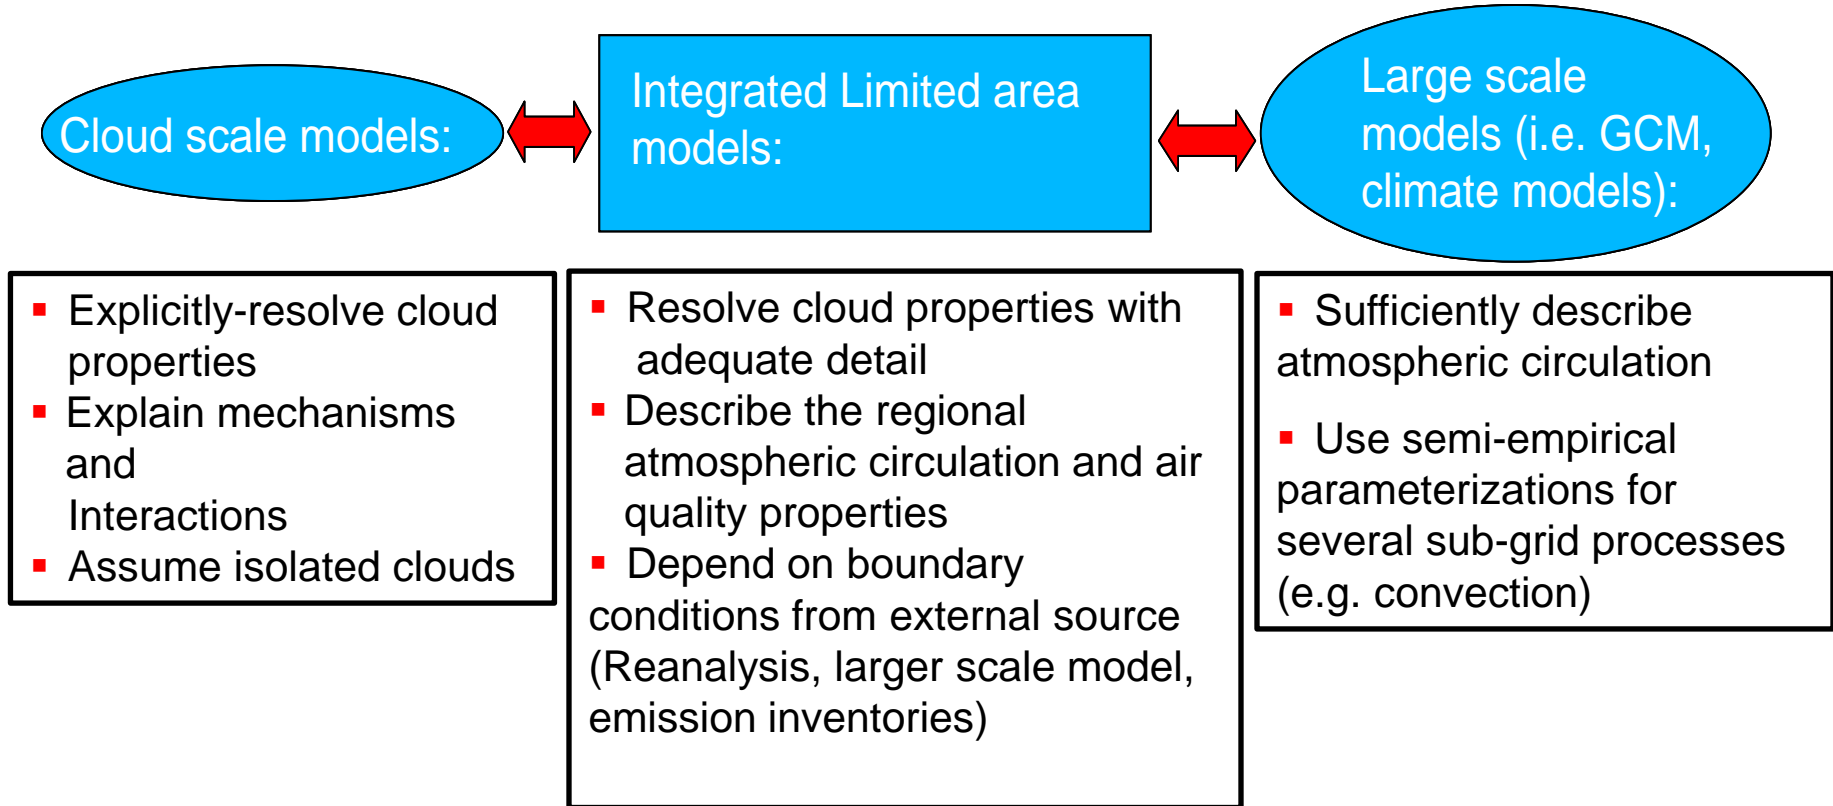 Cloud scale models:
Integrated Limited area
models:
Large scale
models (i.e. GCM,
climate models):
▪ Explicitly-resolve cloud
properties
▪ Explain mechanisms
and
Interactions
▪ Assume isolated clouds
▪ Resolve cloud properties with
adequate detail
▪ Describe the regional
atmospheric circulation and air
quality properties
▪ Depend on boundary
conditions from external source
(Reanalysis, larger scale model,
emission inventories)
▪ Sufficiently describe
atmospheric circulation
▪ Use semi-empirical
parameterizations for
several sub-grid processes
(e.g. convection)